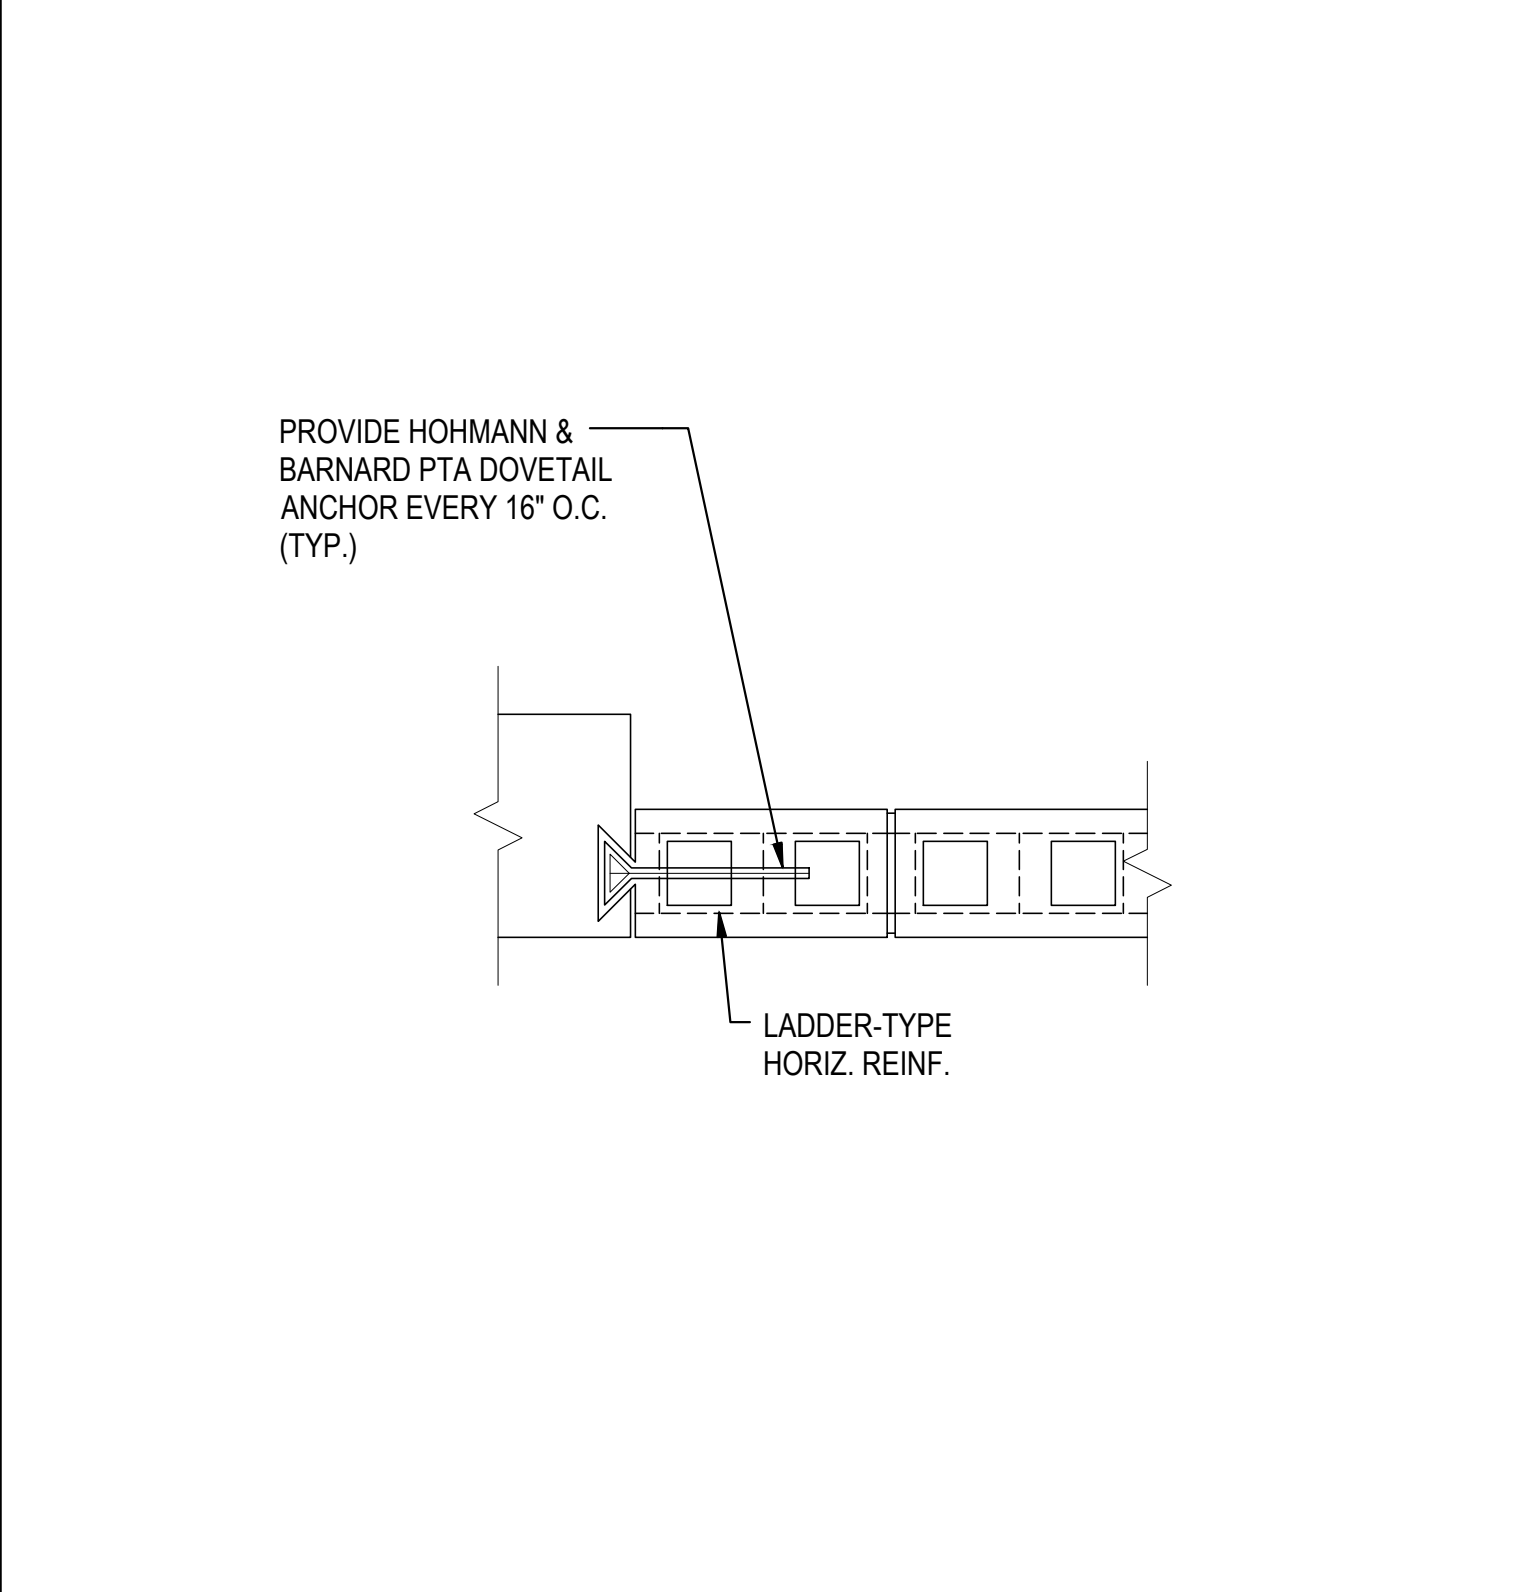 PROVIDE HOHMANN &
BARNARD PTA DOVETAIL
ANCHOR EVERY 16" O.C.
(TYP.)
LADDER-TYPE
HORIZ. REINF.